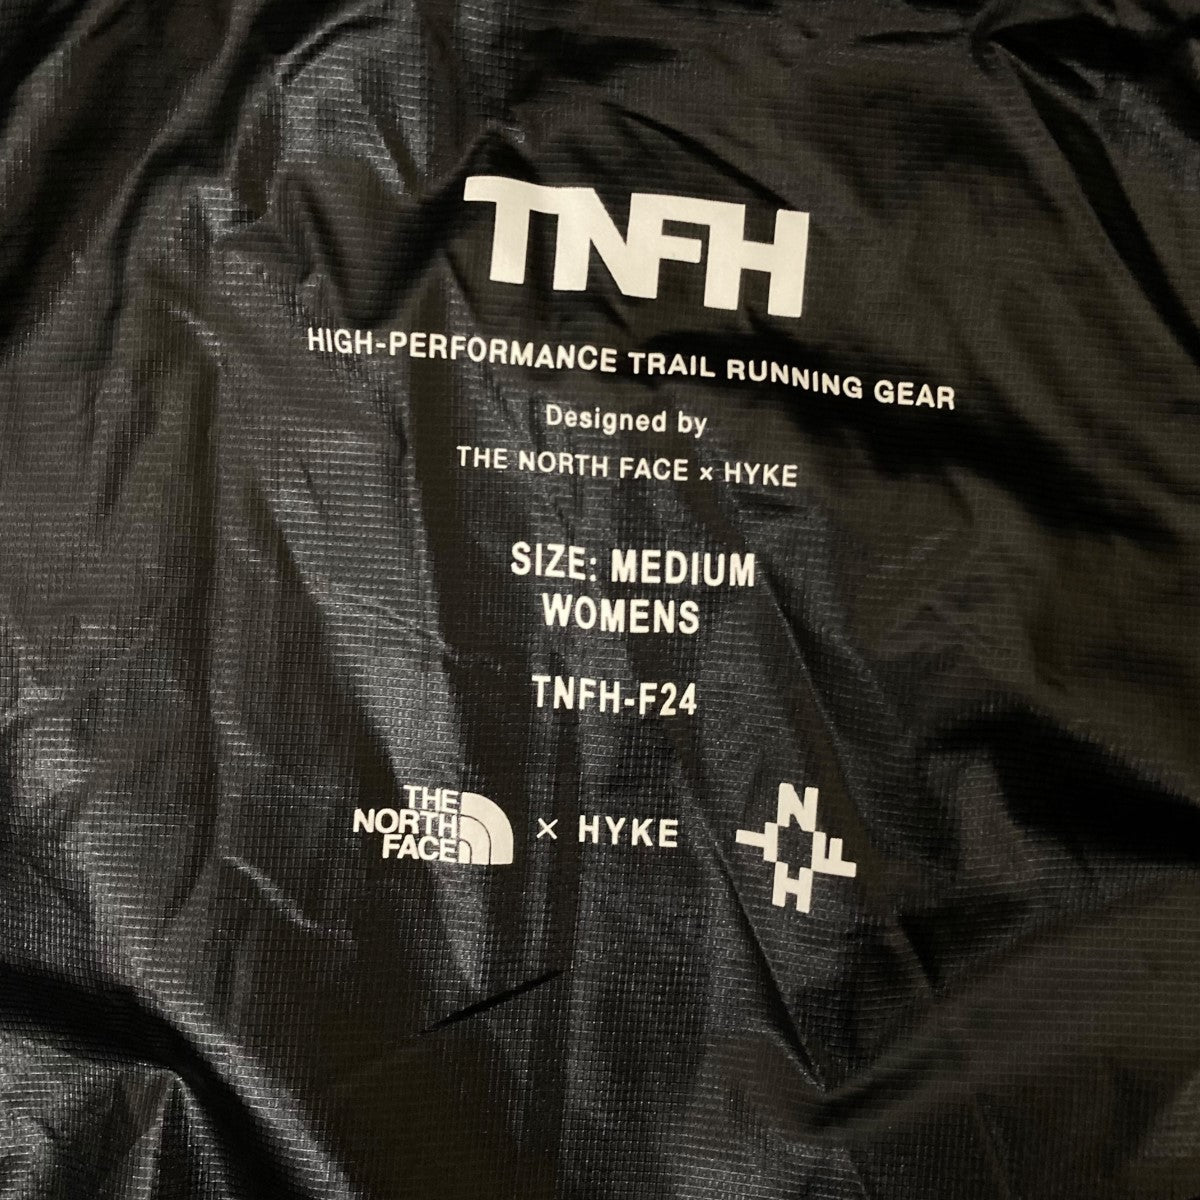 TNFH
HIGH-PERFORMANCE TRAIL RUNNING GEAR
Designed by
THE NORTH FACE × HYKE
SIZE: MEDIUM
WOMENS
TNFH-F24
THE
NORTH
FACE
× HYKE
N
T F
H